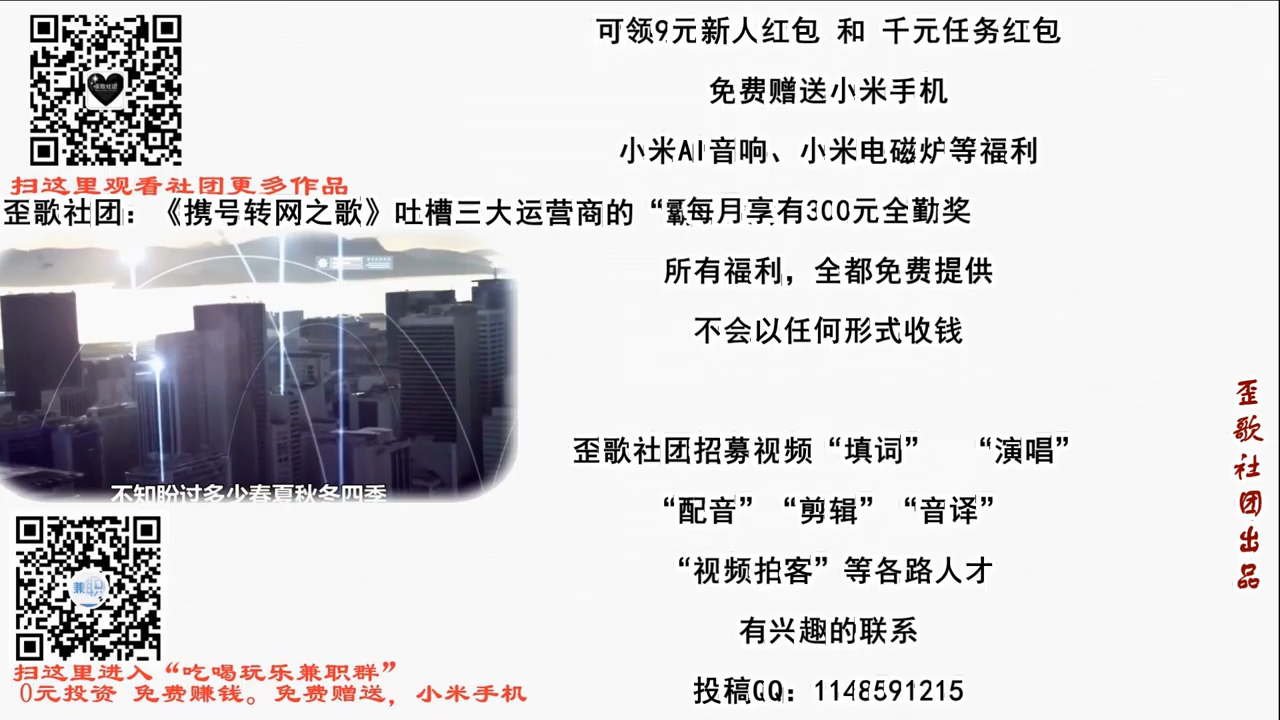 可领9元新人红包 和 千元任务红包
免费赠送小米手机
小米AI音响、小米电磁炉等福利
扫这里观看社团更多作品
歪歌社团：《携号转网之歌》吐槽三大运营商的“
每月享有300元全勤奖
所有福利，全都免费提供
不会以任何形式收钱
歪歌社团招募视频“填词” “演唱”
“配音”“剪辑”“音译”
“视频拍客”等各路人才
有兴趣的联系
投稿QQ：1148591215
不知盼过多少春夏秋冬四季
兼职
扫这里进入“吃喝玩乐兼职群”
0元投资 免费赚钱。免费赠送，小米手机
歪歌社团出品